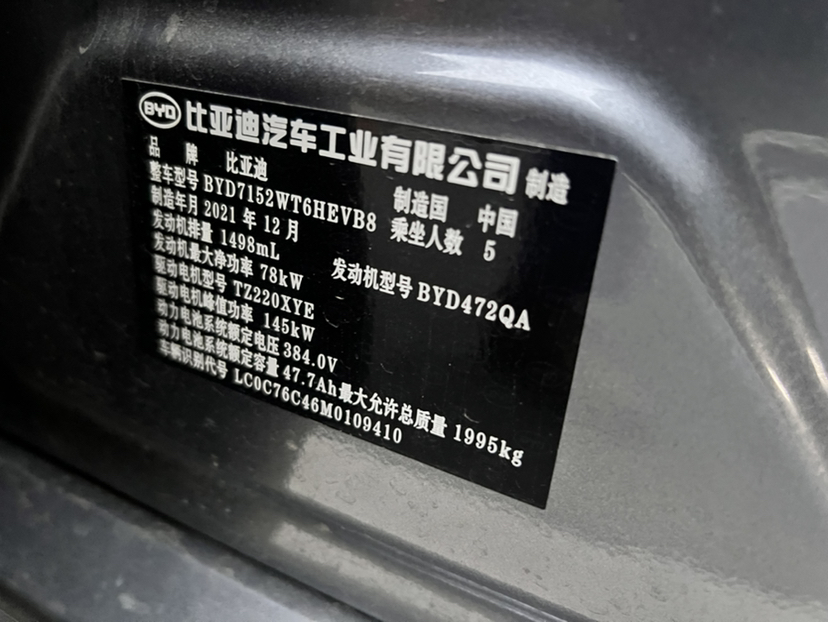 BYD 比亚迪汽车工业有限公司 制造
品 牌 比亚迪 制造国 中国
整车型号 BYD7152WT6HEVB8 乘坐人数 5
制造年月 2021 年 12 月
发动机排量 1498mL 发动机型号 BYD472QA
发动机最大净功率 78kW
驱动电机型号 TZ220XYE
驱动电机峰值功率 145kW
动力电池系统额定电压 384.0V
动力电池系统额定容量 47.7Ah 最大允许总质量 1995kg
车辆识别代号 LC0C76C46M0109410